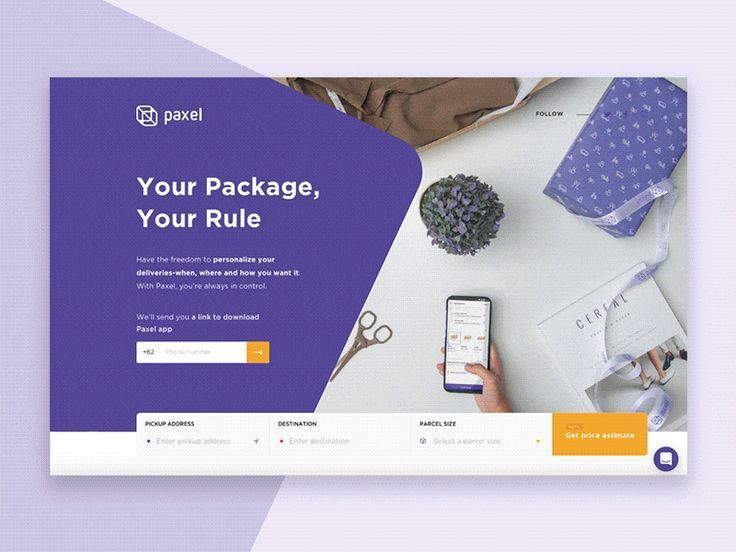 paxel
FOLLOW
Your Package,
Your Rule
Have the freedom to personalize your
deliveries-when, where and how you want it.
With Paxel, you're always in control.
We'll send you a link to download
Paxel app
+62 Phone number
CEREAL
PICKUP ADDRESS
Enter pickup address
DESTINATION
Enter destination
PARCEL SIZE
Select a parcel size
Get price estimate